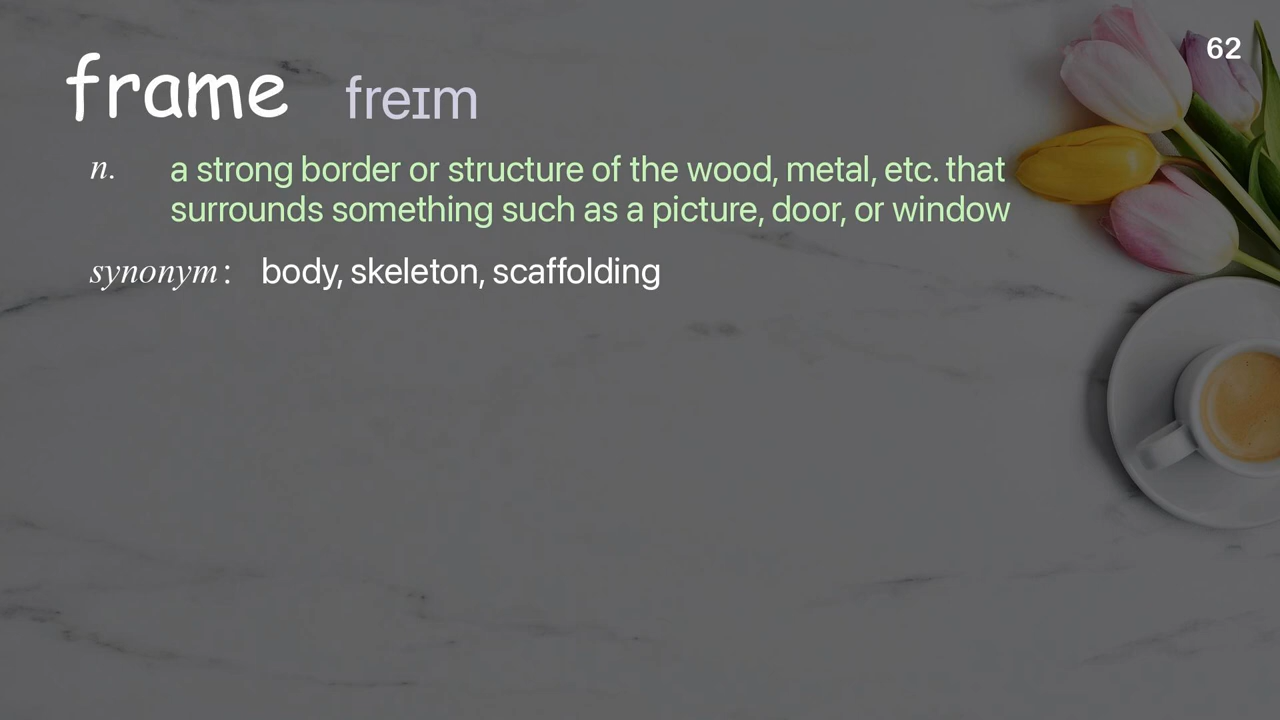 62
frame freɪm
n. a strong border or structure of the wood, metal, etc. that
surrounds something such as a picture, door, or window
synonym: body, skeleton, scaffolding